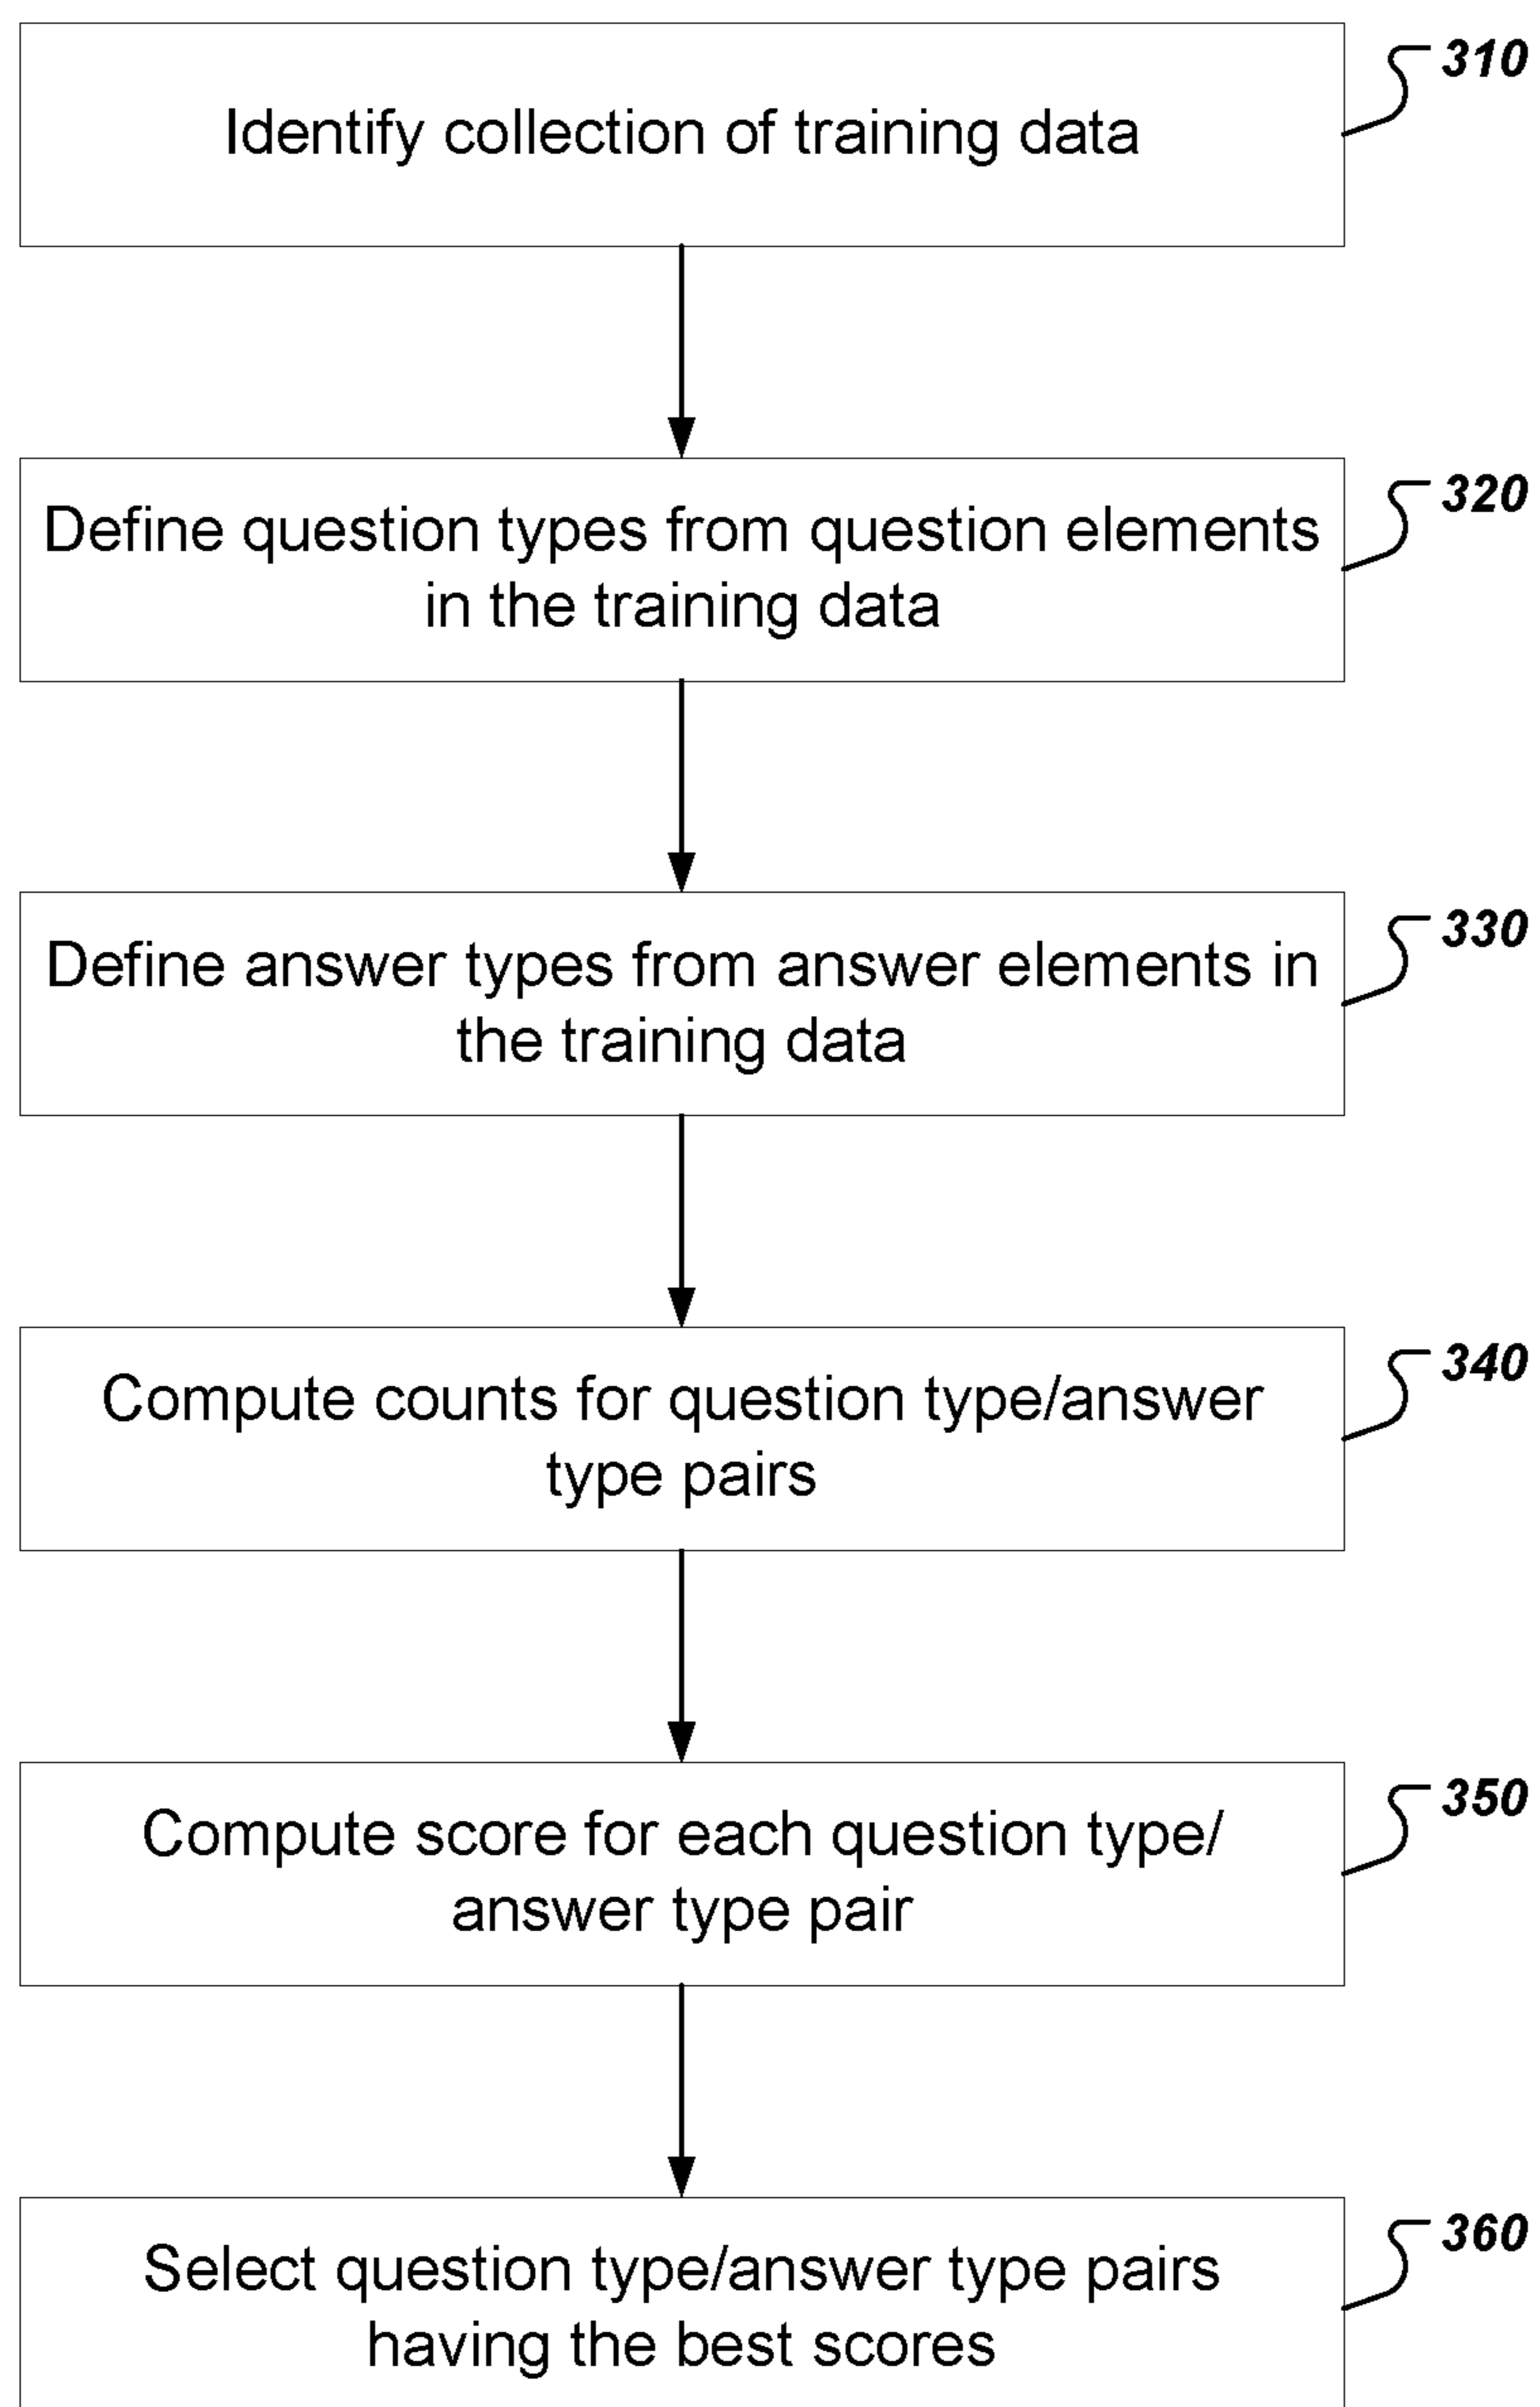 Identify collection of training data
310
Define question types from question elements
in the training data
320
Define answer types from answer elements in
the training data
330
Compute counts for question type/answer
type pairs
340
Compute score for each question type/
answer type pair
350
Select question type/answer type pairs
having the best scores
360